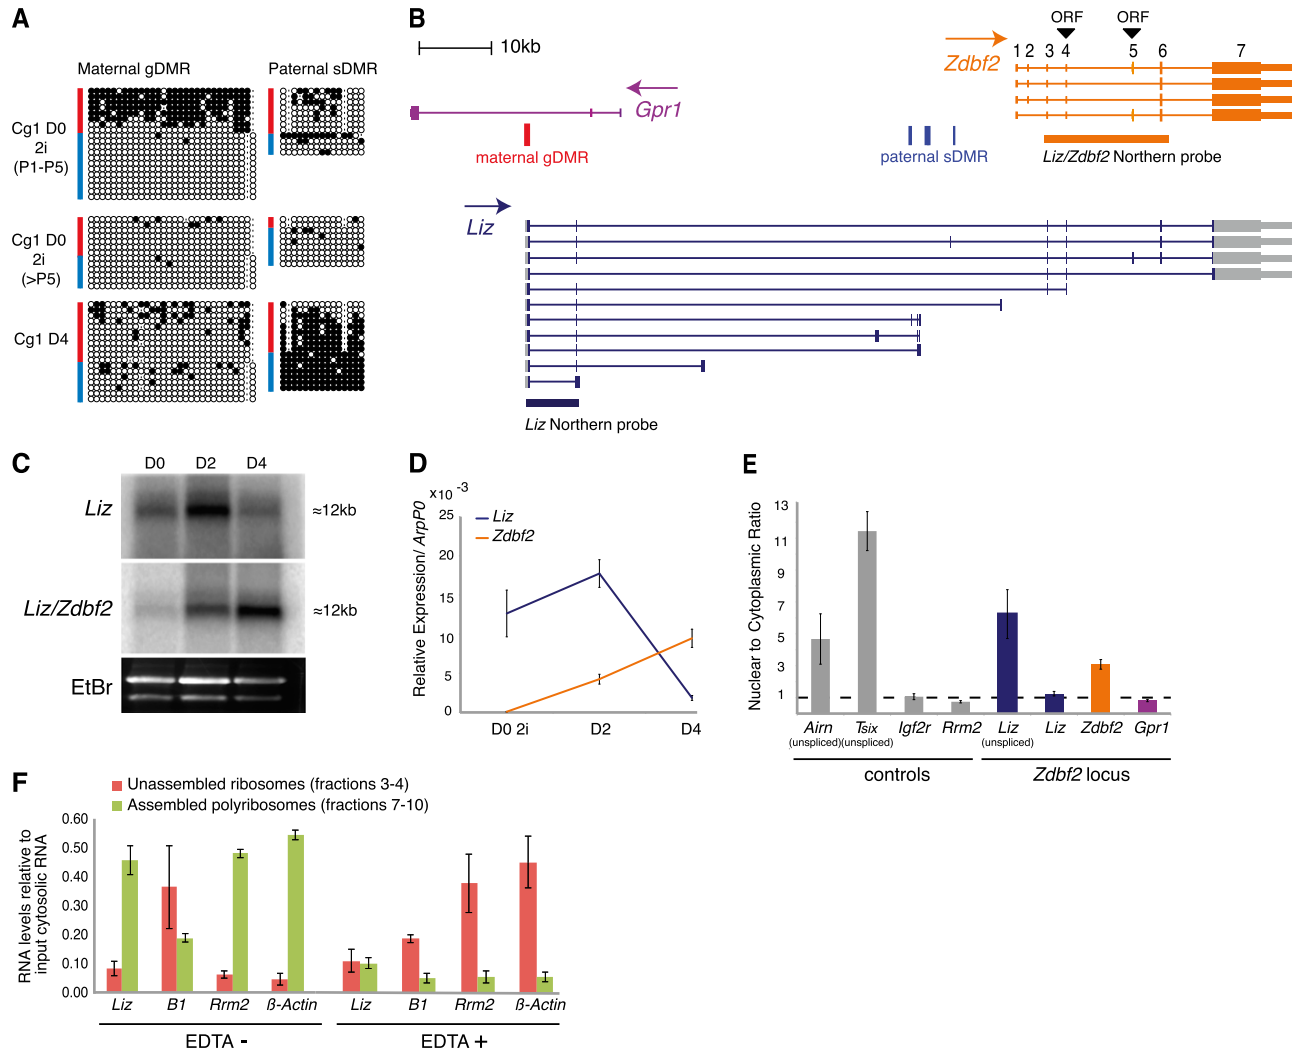 A
Maternal gDMR
Paternal sDMR
Cg1 D0
2i
(P1-P5)
Cg1 D0
2i
(>P5)
Cg1 D4
B
10kb
Gpr1
maternal gDMR
Zdbf2
ORF
ORF
1 2 3 4 5 6 7
paternal sDMR
Liz/Zdbf2 Northern probe
Liz
Liz Northern probe
C
D0 D2 D4
Liz
≈12kb
Liz/Zdbf2
≈12kb
EtBr
D
x10 -3
Relative Expression/ ArpP0
25
20
15
10
5
0
Liz
Zdbf2
D0 2i D2 D4
E
Nuclear to Cytoplasmic Ratio
13
11
9
7
5
3
1
Airn Tsix Igf2r Rrm2 Liz Liz Zdbf2 Gpr1
(unspliced) (unspliced) (unspliced)
controls
Zdbf2 locus
F
Unassembled ribosomes (fractions 3-4)
Assembled polyribosomes (fractions 7-10)
RNA levels relative to
input cytosolic RNA
0.60
0.50
0.40
0.30
0.20
0.10
0.00
Liz B1 Rrm2 ß-Actin Liz B1 Rrm2 ß-Actin
EDTA -
EDTA +